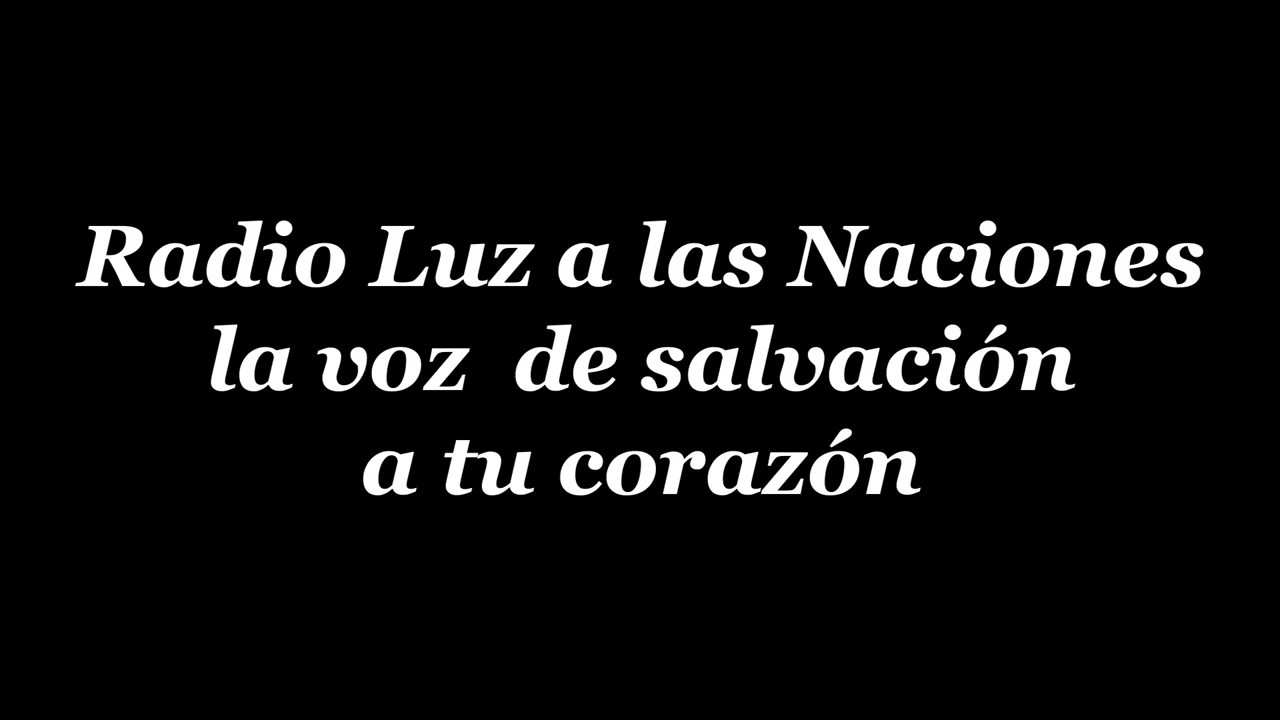 Radio Luz a las Naciones
la voz  de salvación
a tu corazón